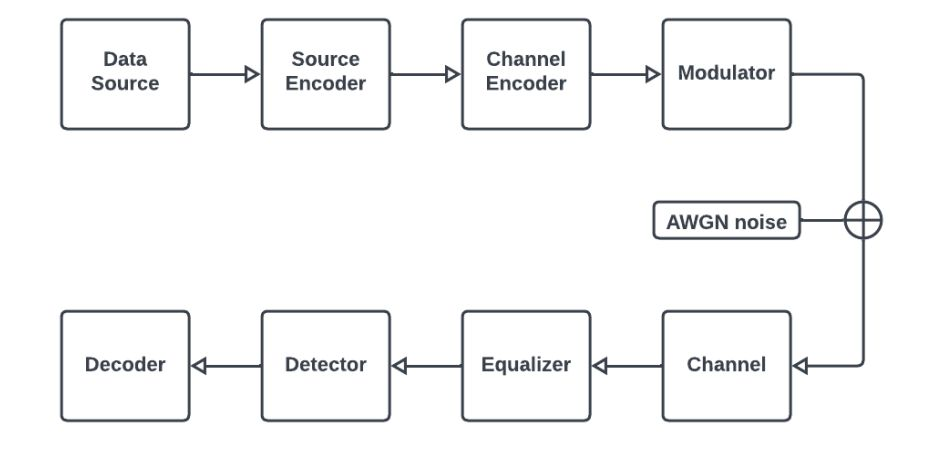 Data
Source
Source
Encoder
Channel
Encoder
Modulator
AWGN noise
Decoder
Detector
Equalizer
Channel